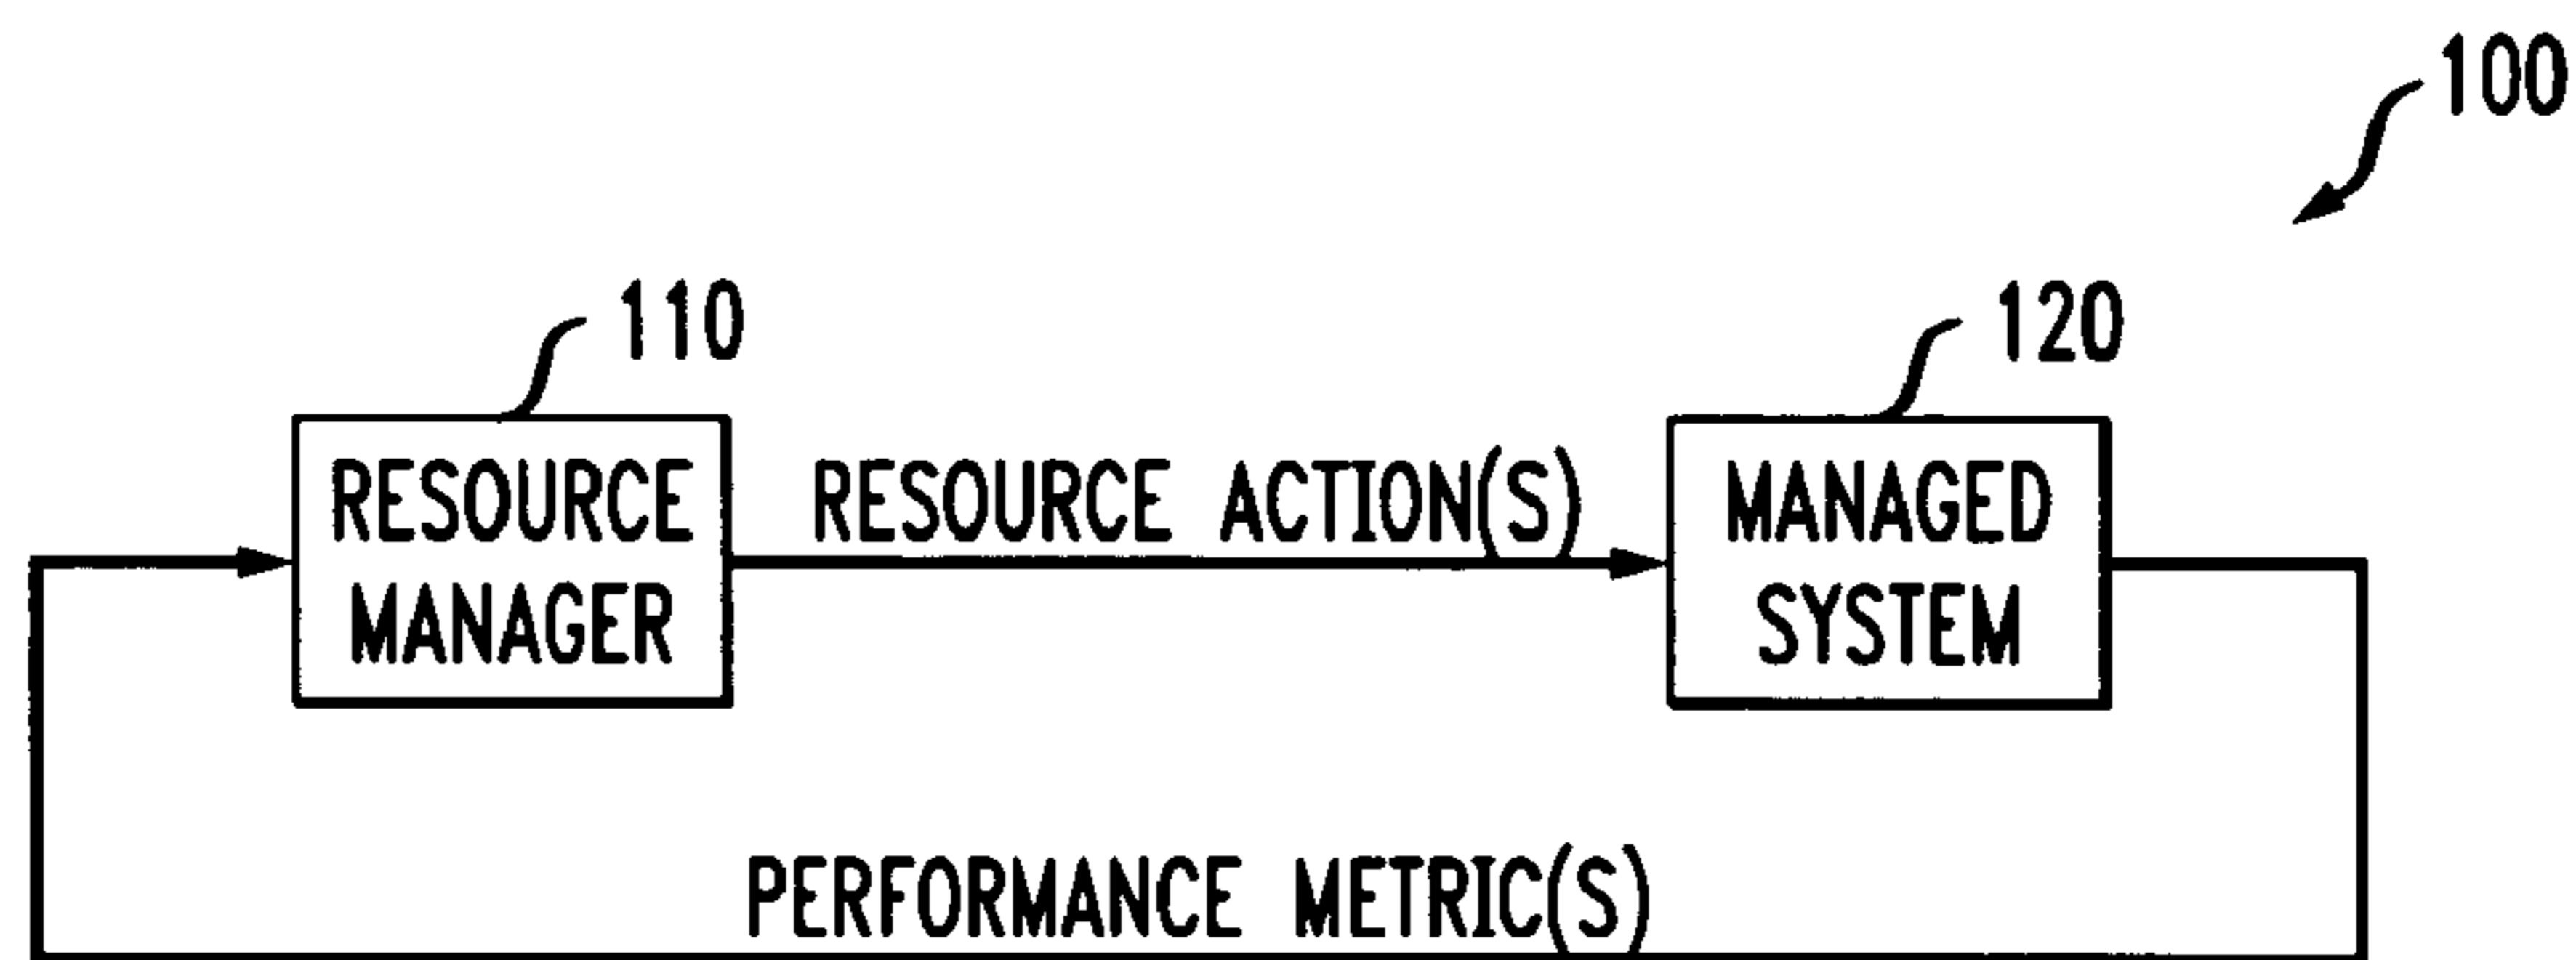 100
110
120
RESOURCE
MANAGER
RESOURCE ACTION(S)
MANAGED
SYSTEM
PERFORMANCE METRIC(S)